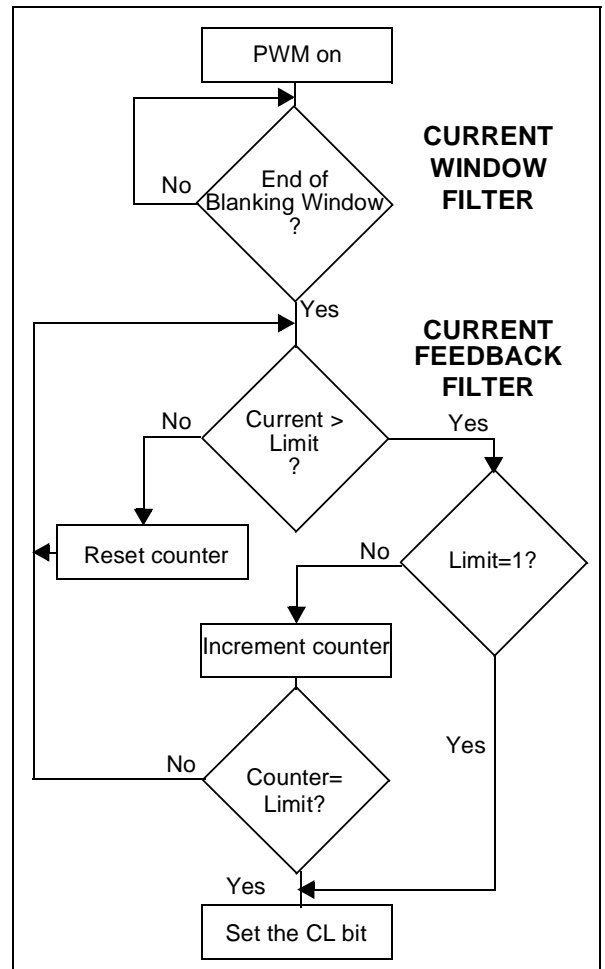 PWM on
CURRENT
WINDOW
FILTER
No
End of
Blanking Window
?
Yes
CURRENT
FEEDBACK
FILTER
No
Current >
Limit
?
Yes
Reset counter
No
Limit=1?
Increment counter
No
Counter=
Limit?
Yes
Yes
Set the CL bit